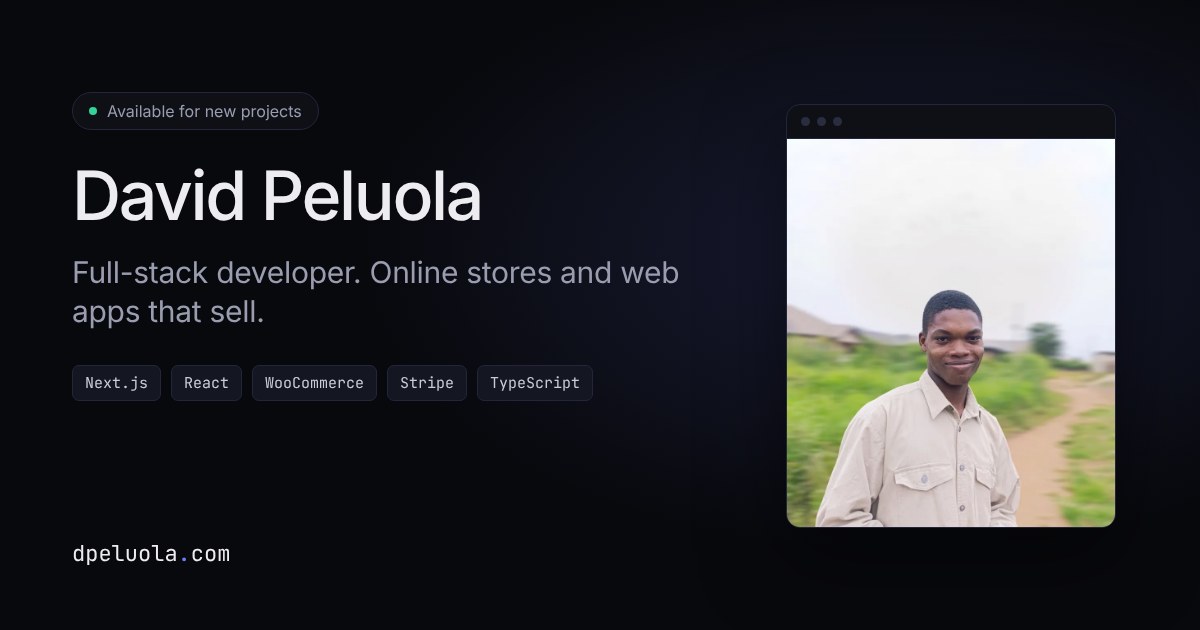 Available for new projects
David Peluola
Full-stack developer. Online stores and web
apps that sell.
Next.js React WooCommerce Stripe TypeScript
dpeluola.com